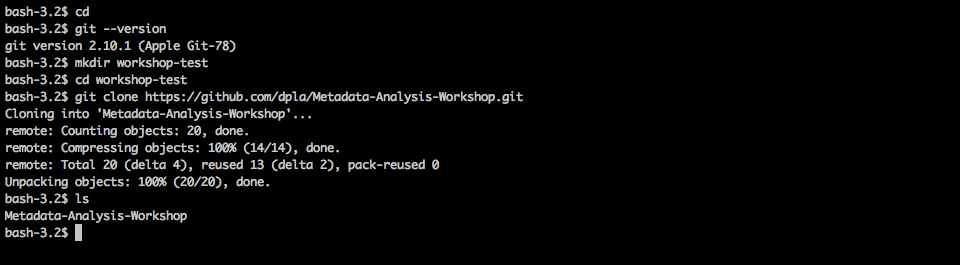 bash-3.2$ cd
bash-3.2$ git --version
git version 2.10.1 (Apple Git-78)
bash-3.2$ mkdir workshop-test
bash-3.2$ cd workshop-test
bash-3.2$ git clone https://github.com/dpla/Metadata-Analysis-Workshop.git
Cloning into 'Metadata-Analysis-Workshop'...
remote: Counting objects: 20, done.
remote: Compressing objects: 100% (14/14), done.
remote: Total 20 (delta 4), reused 13 (delta 2), pack-reused 0
Unpacking objects: 100% (20/20), done.
bash-3.2$ ls
Metadata-Analysis-Workshop
bash-3.2$